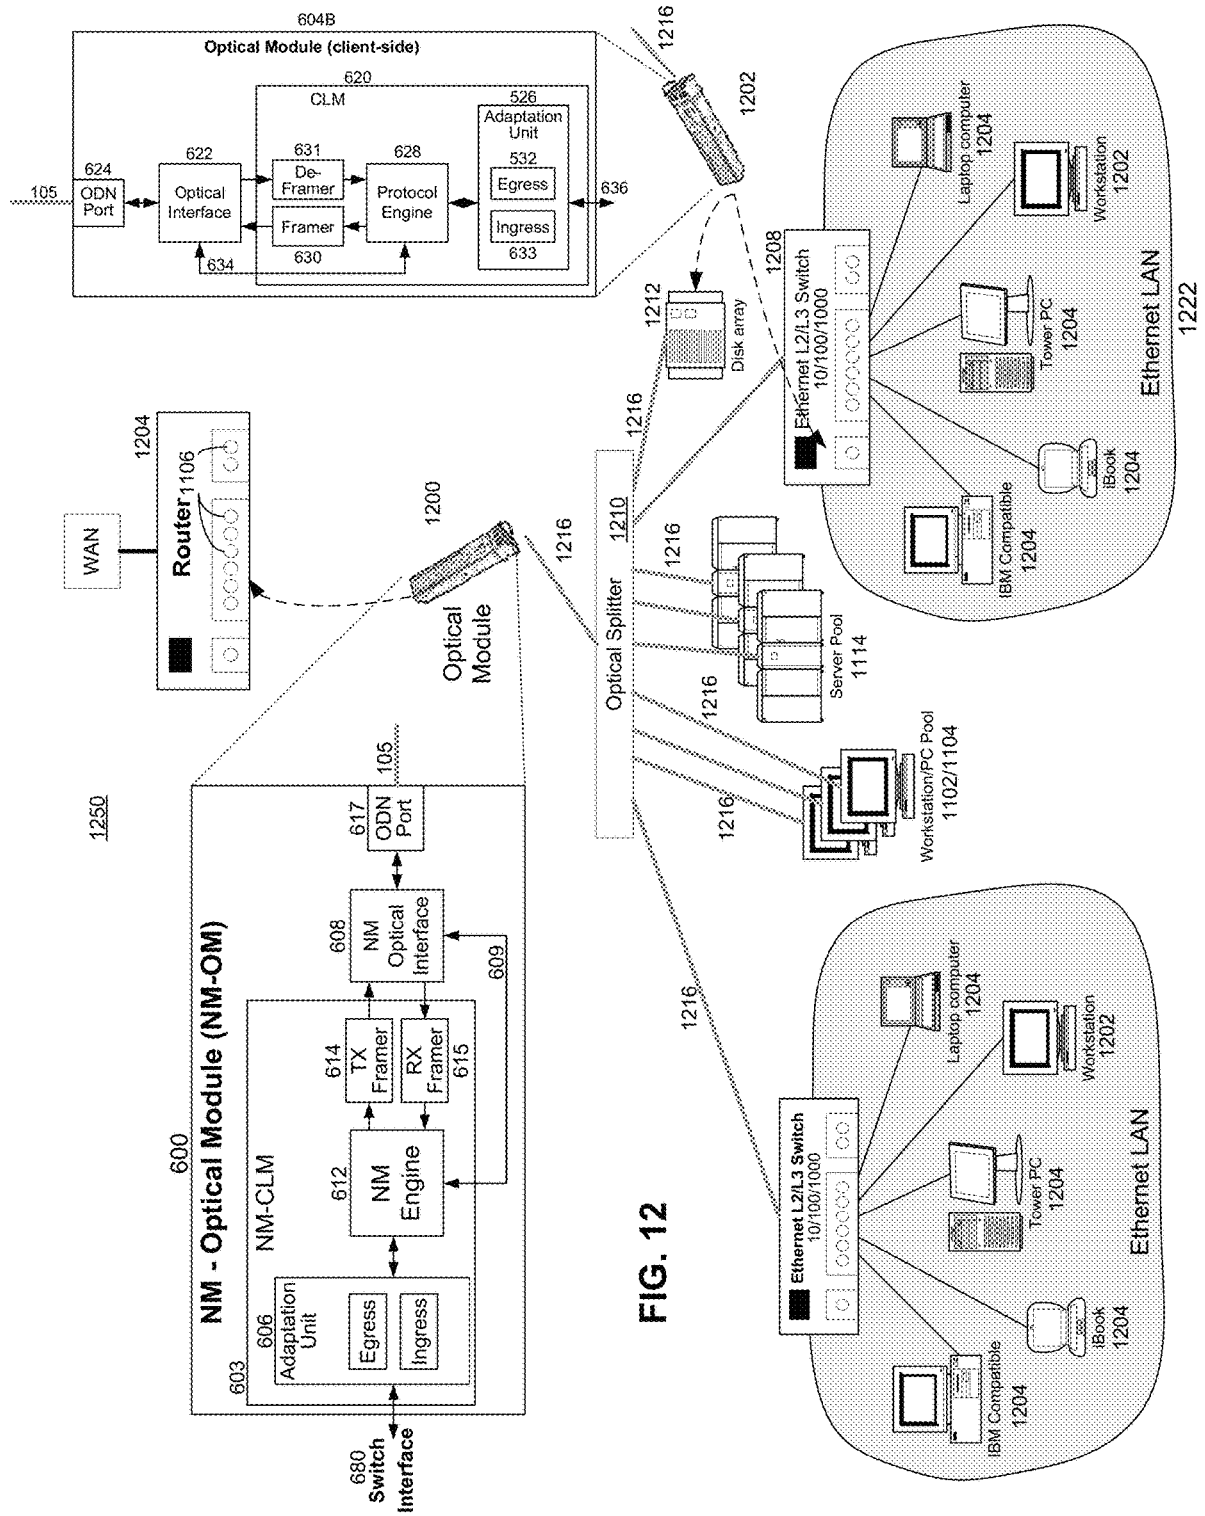 1250
600
NM - Optical Module (NM-OM)
603
NM-CLM
606
Adaptation
Unit
Egress
Ingress
680
Switch
Interface
612
NM
Engine
614
TX
Framer
RX
Framer
615
608
NM
Optical
Interface
609
617
ODN
Port
105
WAN
Router
1204
1106
Optical
Module
1200
1216
604B
Optical Module (client-side)
620
CLM
105
624
ODN
Port
622
Optical
Interface
634
631
De-
Framer
Framer
630
628
Protocol
Engine
526
Adaptation
Unit
532
Egress
Ingress
633
636
1216
1202
Optical Splitter
1210
1216
1212
Disk array
1216
1216
1216
1216
Server Pool
1114
Workstation/PC Pool
1102/1104
1208
Ethernet L2/L3 Switch
10/100/1000
Laptop computer
1204
Workstation
1202
Tower PC
1204
iBook
1204
IBM Compatible
1204
Ethernet LAN
1222
Ethernet L2/L3 Switch
10/100/1000
Laptop computer
1204
Workstation
1202
Tower PC
1204
iBook
1204
IBM Compatible
1204
Ethernet LAN
FIG. 12